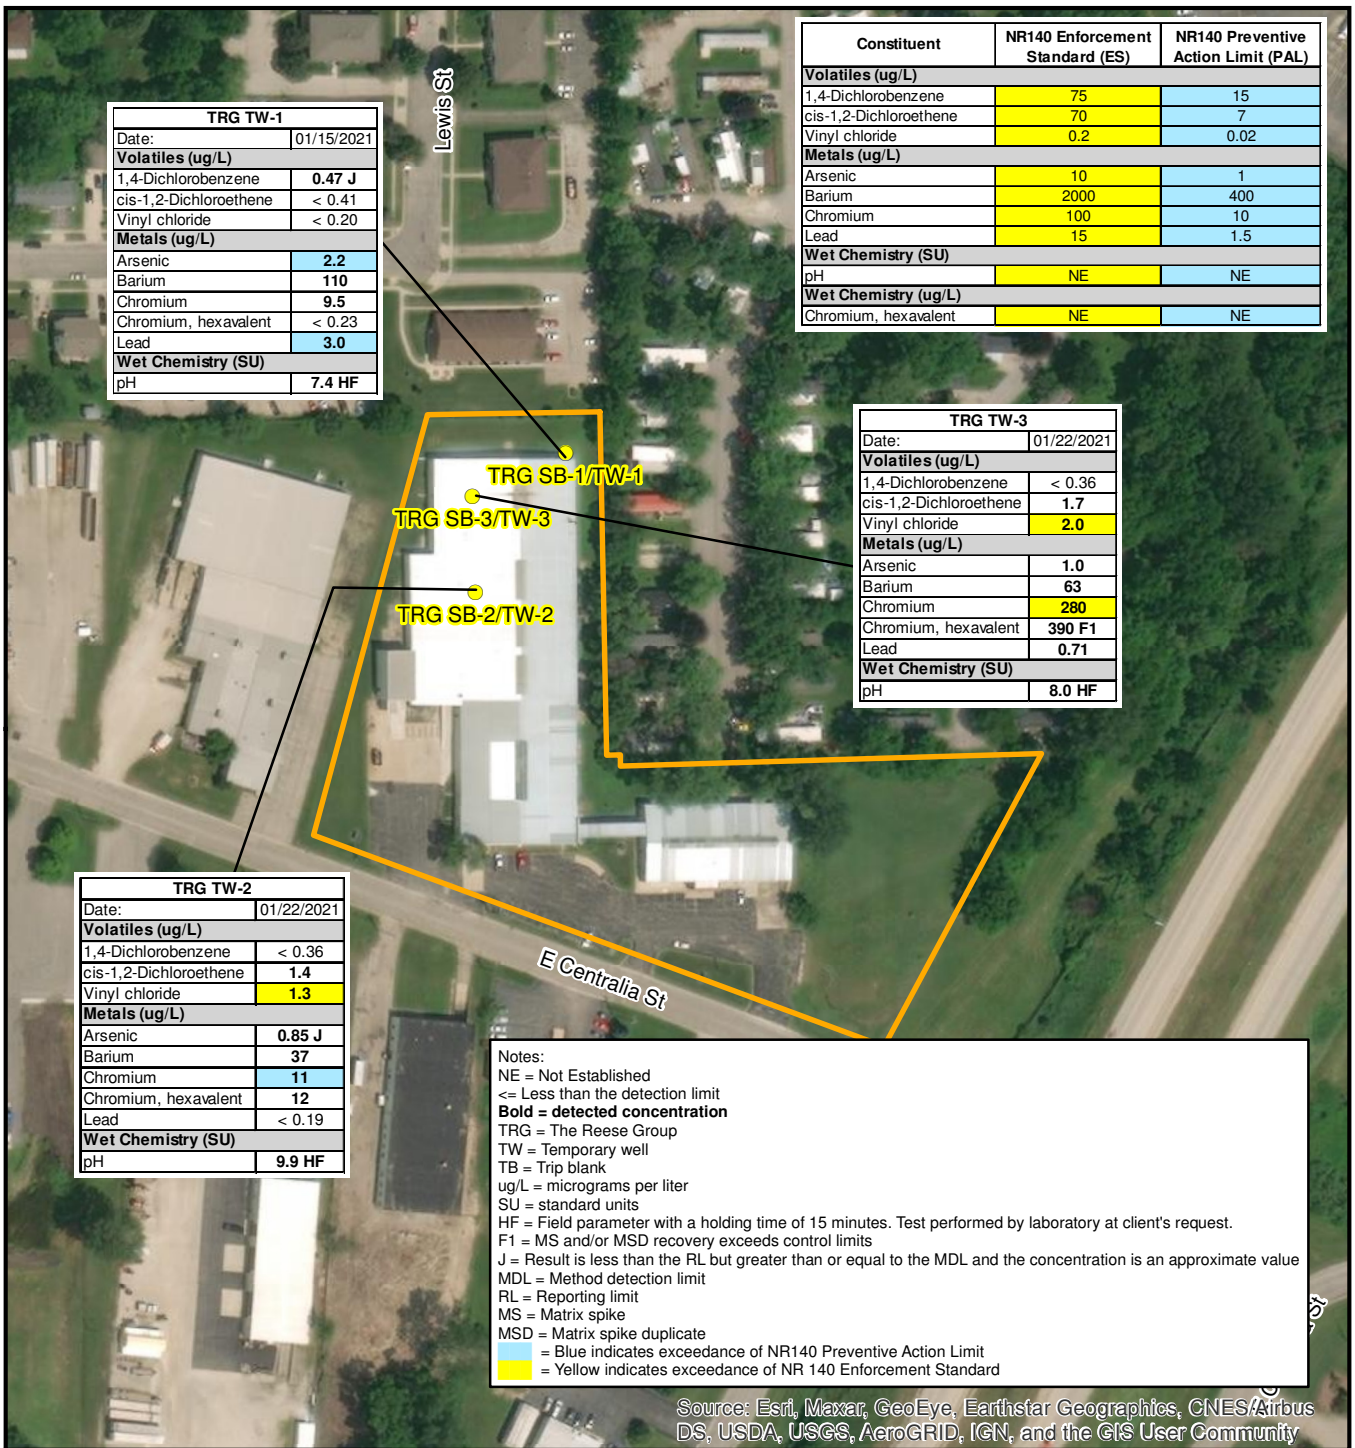 Lewis St
Constituent NR140 Enforcement Standard (ES) NR140 Preventive Action Limit (PAL)
Volatiles (ug/L)
1,4-Dichlorobenzene 75 15
cis-1,2-Dichloroethene 70 7
Vinyl chloride 0.2 0.02
Metals (ug/L)
Arsenic 10 1
Barium 2000 400
Chromium 100 10
Lead 15 1.5
Wet Chemistry (SU)
pH NE NE
Wet Chemistry (ug/L)
Chromium, hexavalent NE NE
TRG TW-1
Date: 01/15/2021
Volatiles (ug/L)
1,4-Dichlorobenzene 0.47 J
cis-1,2-Dichloroethene < 0.41
Vinyl chloride < 0.20
Metals (ug/L)
Arsenic 2.2
Barium 110
Chromium 9.5
Chromium, hexavalent < 0.23
Lead 3.0
Wet Chemistry (SU)
pH 7.4 HF
TRG TW-3
Date: 01/22/2021
Volatiles (ug/L)
1,4-Dichlorobenzene < 0.36
cis-1,2-Dichloroethene 1.7
Vinyl chloride 2.0
Metals (ug/L)
Arsenic 1.0
Barium 63
Chromium 280
Chromium, hexavalent 390 F1
Lead 0.71
Wet Chemistry (SU)
pH 8.0 HF
TRG SB-1/TW-1
TRG SB-3/TW-3
TRG SB-2/TW-2
TRG TW-2
Date: 01/22/2021
Volatiles (ug/L)
1,4-Dichlorobenzene < 0.36
cis-1,2-Dichloroethene 1.4
Vinyl chloride 1.3
Metals (ug/L)
Arsenic 0.85 J
Barium 37
Chromium 11
Chromium, hexavalent 12
Lead < 0.19
Wet Chemistry (SU)
pH 9.9 HF
E Centralia St
Notes:
NE = Not Established
<= Less than the detection limit
Bold = detected concentration
TRG = The Reese Group
TW = Temporary well
TB = Trip blank
ug/L = micrograms per liter
SU = standard units
HF = Field parameter with a holding time of 15 minutes. Test performed by laboratory at client's request.
F1 = MS and/or MSD recovery exceeds control limits
J = Result is less than the RL but greater than or equal to the MDL and the concentration is an approximate value
MDL = Method detection limit
RL = Reporting limit
MS = Matrix spike
MSD = Matrix spike duplicate
= Blue indicates exceedance of NR140 Preventive Action Limit
= Yellow indicates exceedance of NR 140 Enforcement Standard
St
Source: Esri, Maxar, GeoEye, Earthstar Geographics, CNES/Airbus
DS, USDA, USGS, AeroGRID, IGN, and the GIS User Community